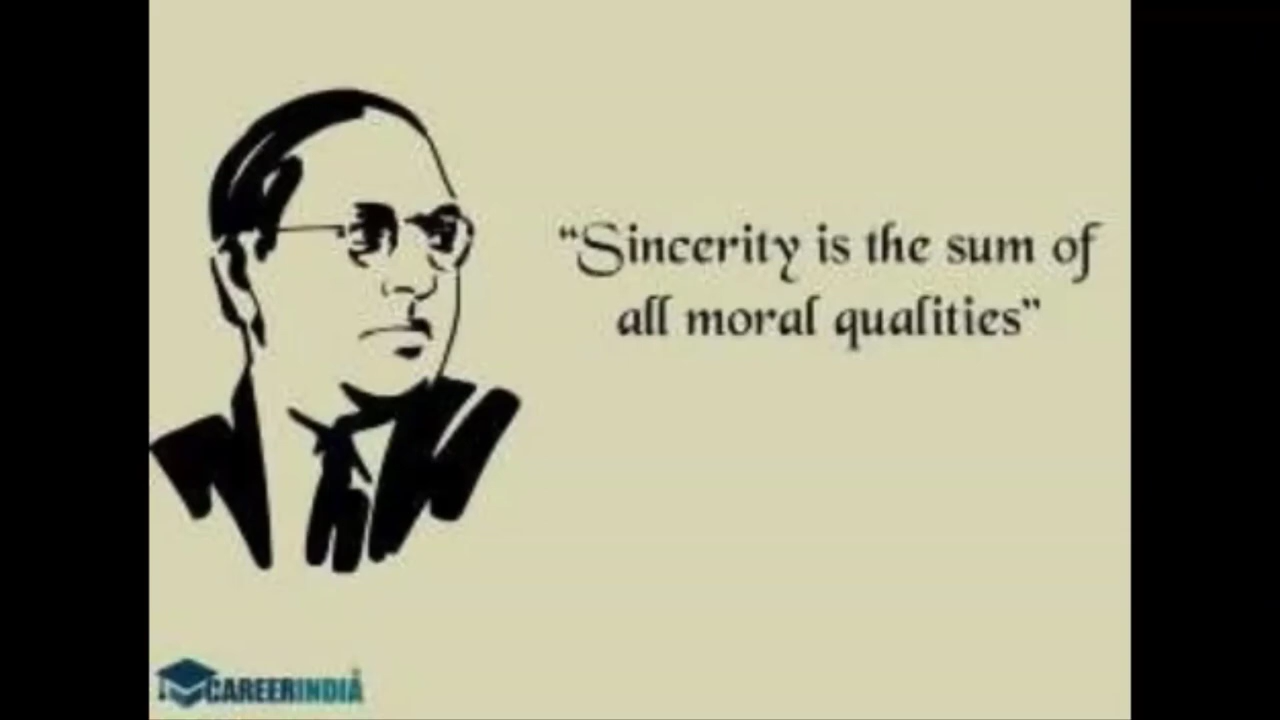 “Sincerity is the sum of
all moral qualities”
CAREERINDIA